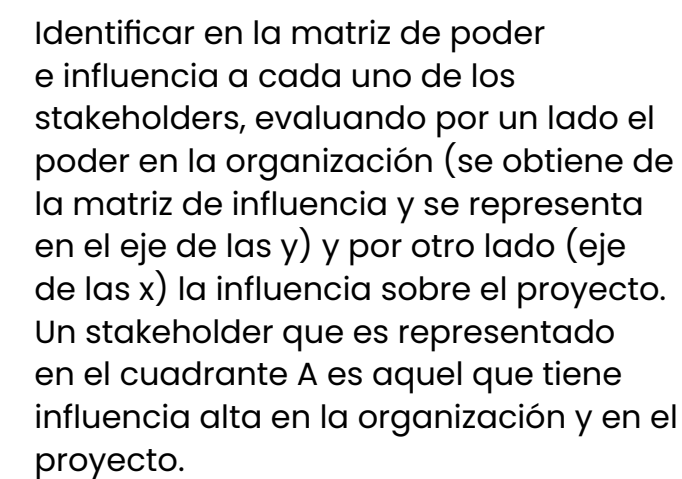 Identificar en la matriz de poder
e influencia a cada uno de los
stakeholders, evaluando por un lado el
poder en la organización (se obtiene de
la matriz de influencia y se representa
en el eje de las y) y por otro lado (eje
de las x) la influencia sobre el proyecto.
Un stakeholder que es representado
en el cuadrante A es aquel que tiene
influencia alta en la organización y en el
proyecto.